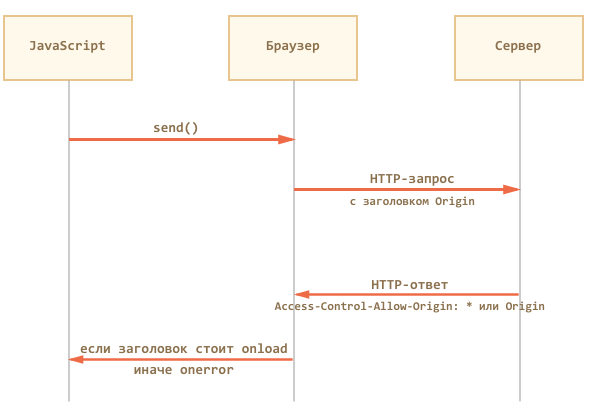 JavaScript
Браузер
Сервер
send()
HTTP-запрос
с заголовком Origin
HTTP-ответ
Access-Control-Allow-Origin: * или Origin
если заголовок стоит onload
иначе onerror